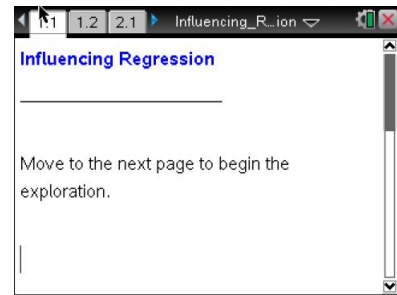 1.1 1.2 2.1 Influencing_R…ion
Influencing Regression
Move to the next page to begin the
exploration.